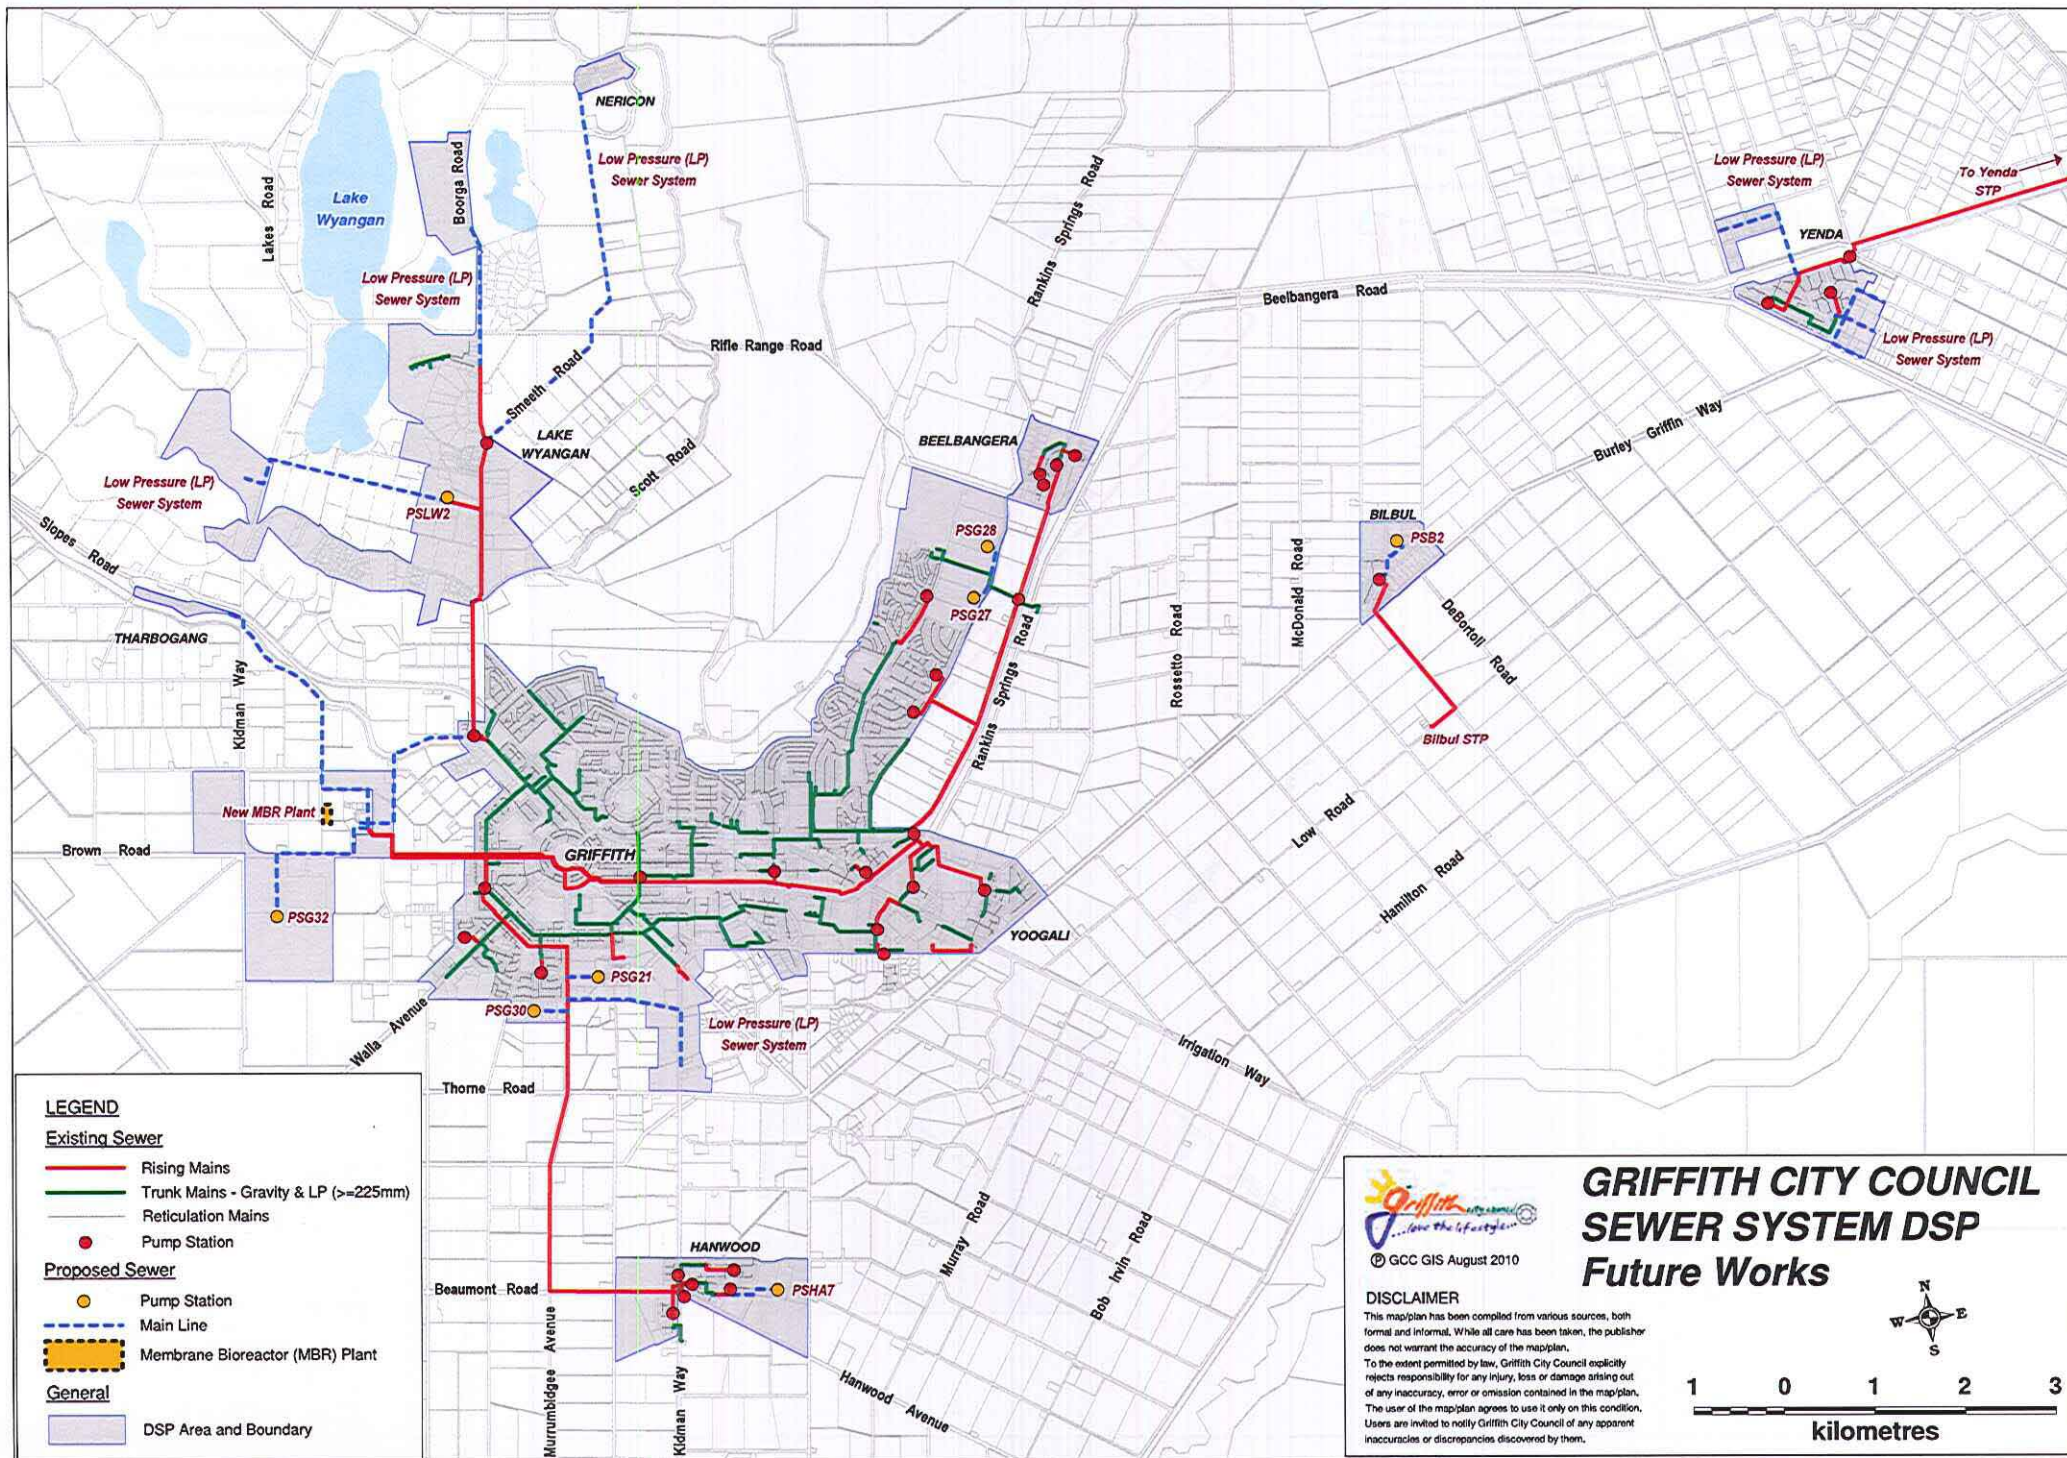 NERICON
Low Pressure (LP)
Sewer System
Boorga Road
Lakes Road
Lake
Wyangan
Low Pressure (LP)
Sewer System
Rankins Springs Road
Low Pressure (LP)
Sewer System
To Yenda
STP
YENDA
Beelbangera Road
Rifle Range Road
Smeeth Road
LAKE
WYANGAN
Scott Road
Low Pressure (LP)
Sewer System
BEELBANGERA
Burley Griffin Way
Low Pressure (LP)
Sewer System
PSLW2
Slopes Road
PSG28
BILBUL
PSB2
McDonald Road
PSG27
THARBOGANG
Kidman Way
Rossetto Road
DeBortoli Road
Rankins Springs Road
Bilbul STP
New MBR Plant
Brown Road
GRIFFITH
Low Road
Hamilton Road
PSG32
YOOGALI
PSG21
PSG30
Walla Avenue
Low Pressure (LP)
Sewer System
Irrigation Way
Thorne Road
Murray Road
Bob Irvin Road
HANWOOD
Beaumont Road
PSHA7
Murrumbidgee Avenue
Kidman Way
Hanwood Avenue
LEGEND
Existing Sewer
Rising Mains
Trunk Mains - Gravity & LP (>=225mm)
Reticulation Mains
Pump Station
Proposed Sewer
Pump Station
Main Line
Membrane Bioreactor (MBR) Plant
General
DSP Area and Boundary
griffith city council
...love the lifestyle...
Ⓟ GCC GIS August 2010
GRIFFITH CITY COUNCIL
SEWER SYSTEM DSP
Future Works
DISCLAIMER
This map/plan has been compiled from various sources, both
formal and informal. While all care has been taken, the publisher
does not warrant the accuracy of the map/plan.
To the extent permitted by law, Griffith City Council explicitly
rejects responsibility for any injury, loss or damage arising out
of any inaccuracy, error or omission contained in the map/plan.
The user of the map/plan agrees to use it only on this condition.
Users are invited to notify Griffith City Council of any apparent
inaccuracies or discrepancies discovered by them.
N
W E
S
1 0 1 2 3
kilometres